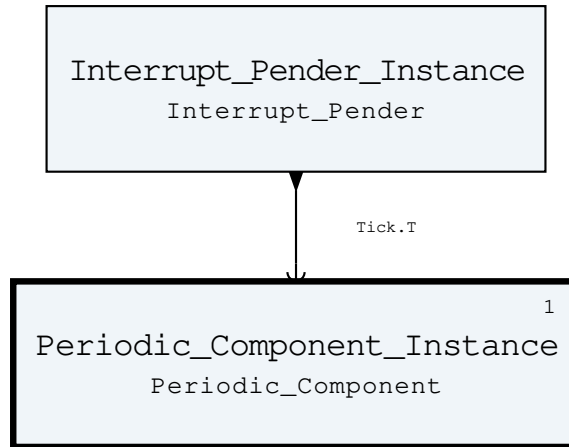 Interrupt_Pender_Instance
Interrupt_Pender
Tick.T
1
Periodic_Component_Instance
Periodic_Component